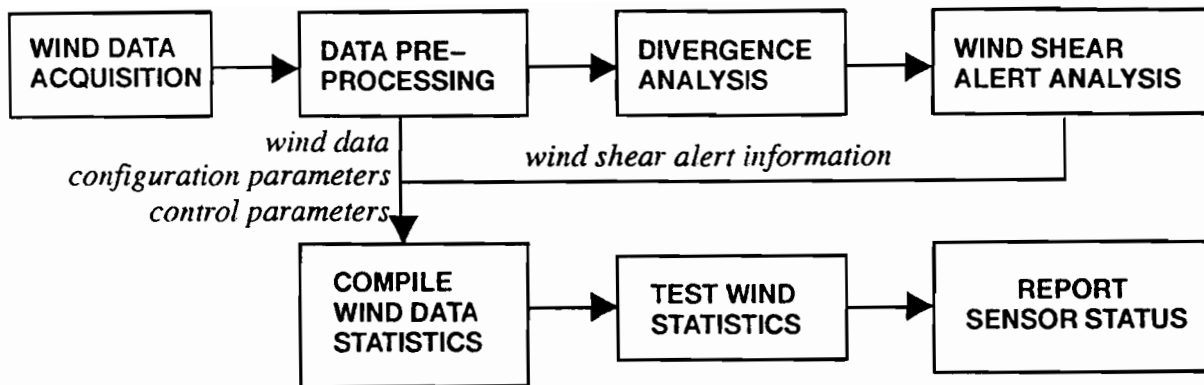 WIND DATA
ACQUISITION
DATA PRE–
PROCESSING
DIVERGENCE
ANALYSIS
WIND SHEAR
ALERT ANALYSIS
wind data
configuration parameters
control parameters
wind shear alert information
COMPILE
WIND DATA
STATISTICS
TEST WIND
STATISTICS
REPORT
SENSOR STATUS